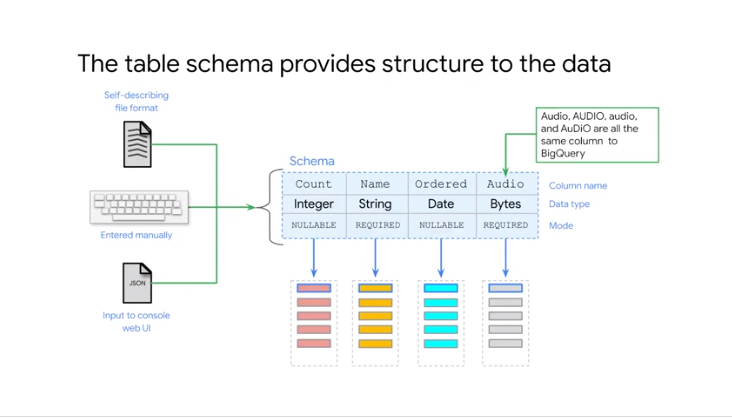 The table schema provides structure to the data
Self-describing
file format
Audio, AUDIO, audio,
and AuDiO are all the
same column to
BigQuery
Schema
Count Name Ordered Audio Column name
Integer String Date Bytes Data type
NULLABLE REQUIRED NULLABLE REQUIRED Mode
Entered manually
JSON
Input to console
web UI